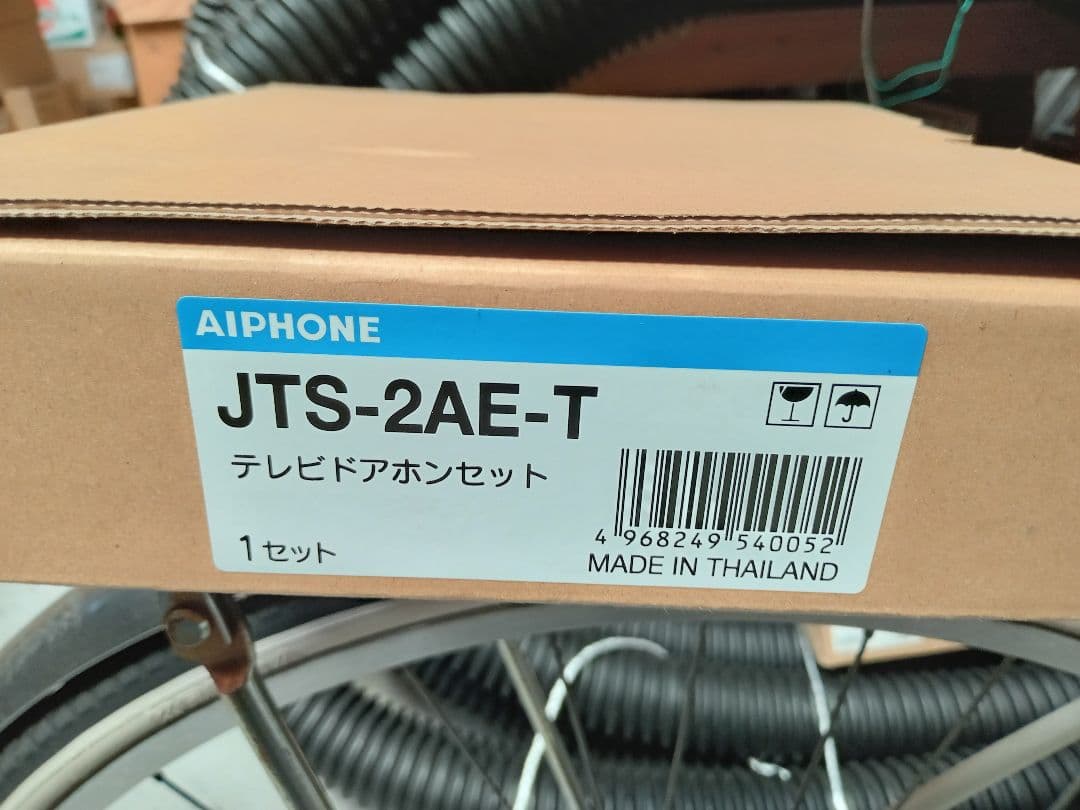 AIPHONE
JTS-2AE-T
テレビドアホンセット
1セット
4 968249 540052
MADE IN THAILAND